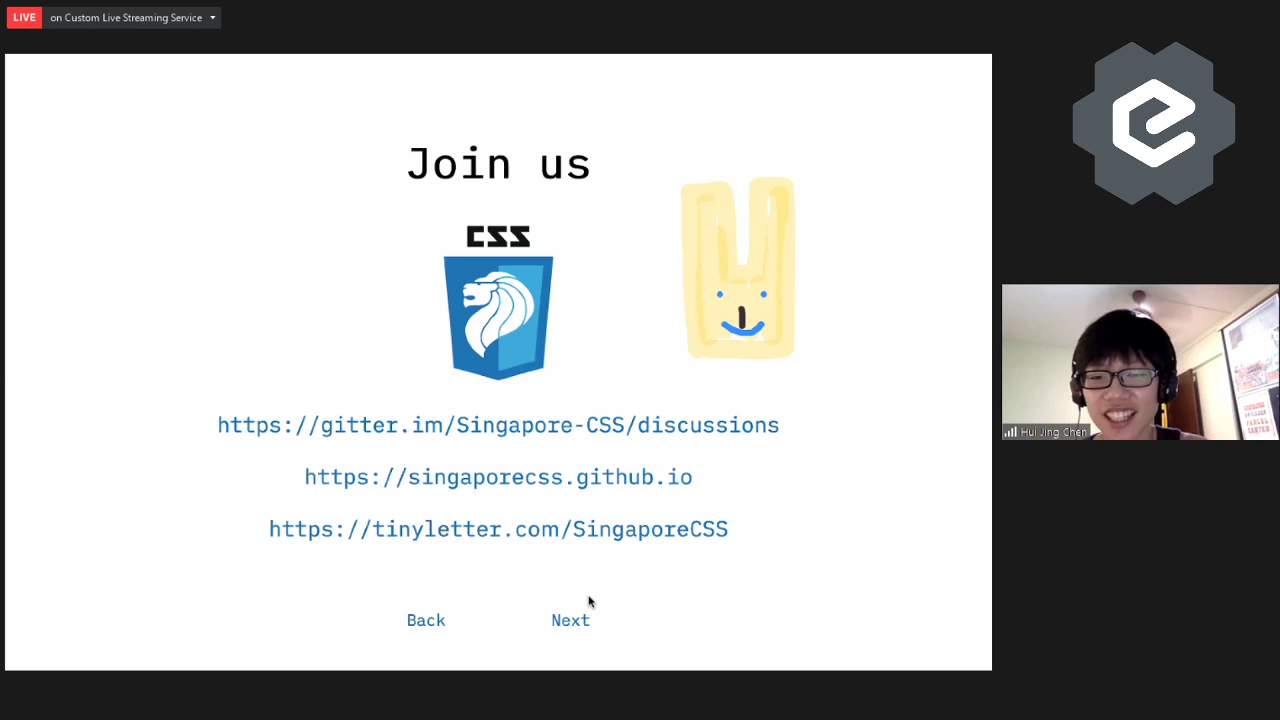 LIVE on Custom Live Streaming Service
Join us
CSS
https://gitter.im/Singapore-CSS/discussions
https://singaporecss.github.io
https://tinyletter.com/SingaporeCSS
Back Next
Hui Jing Chen